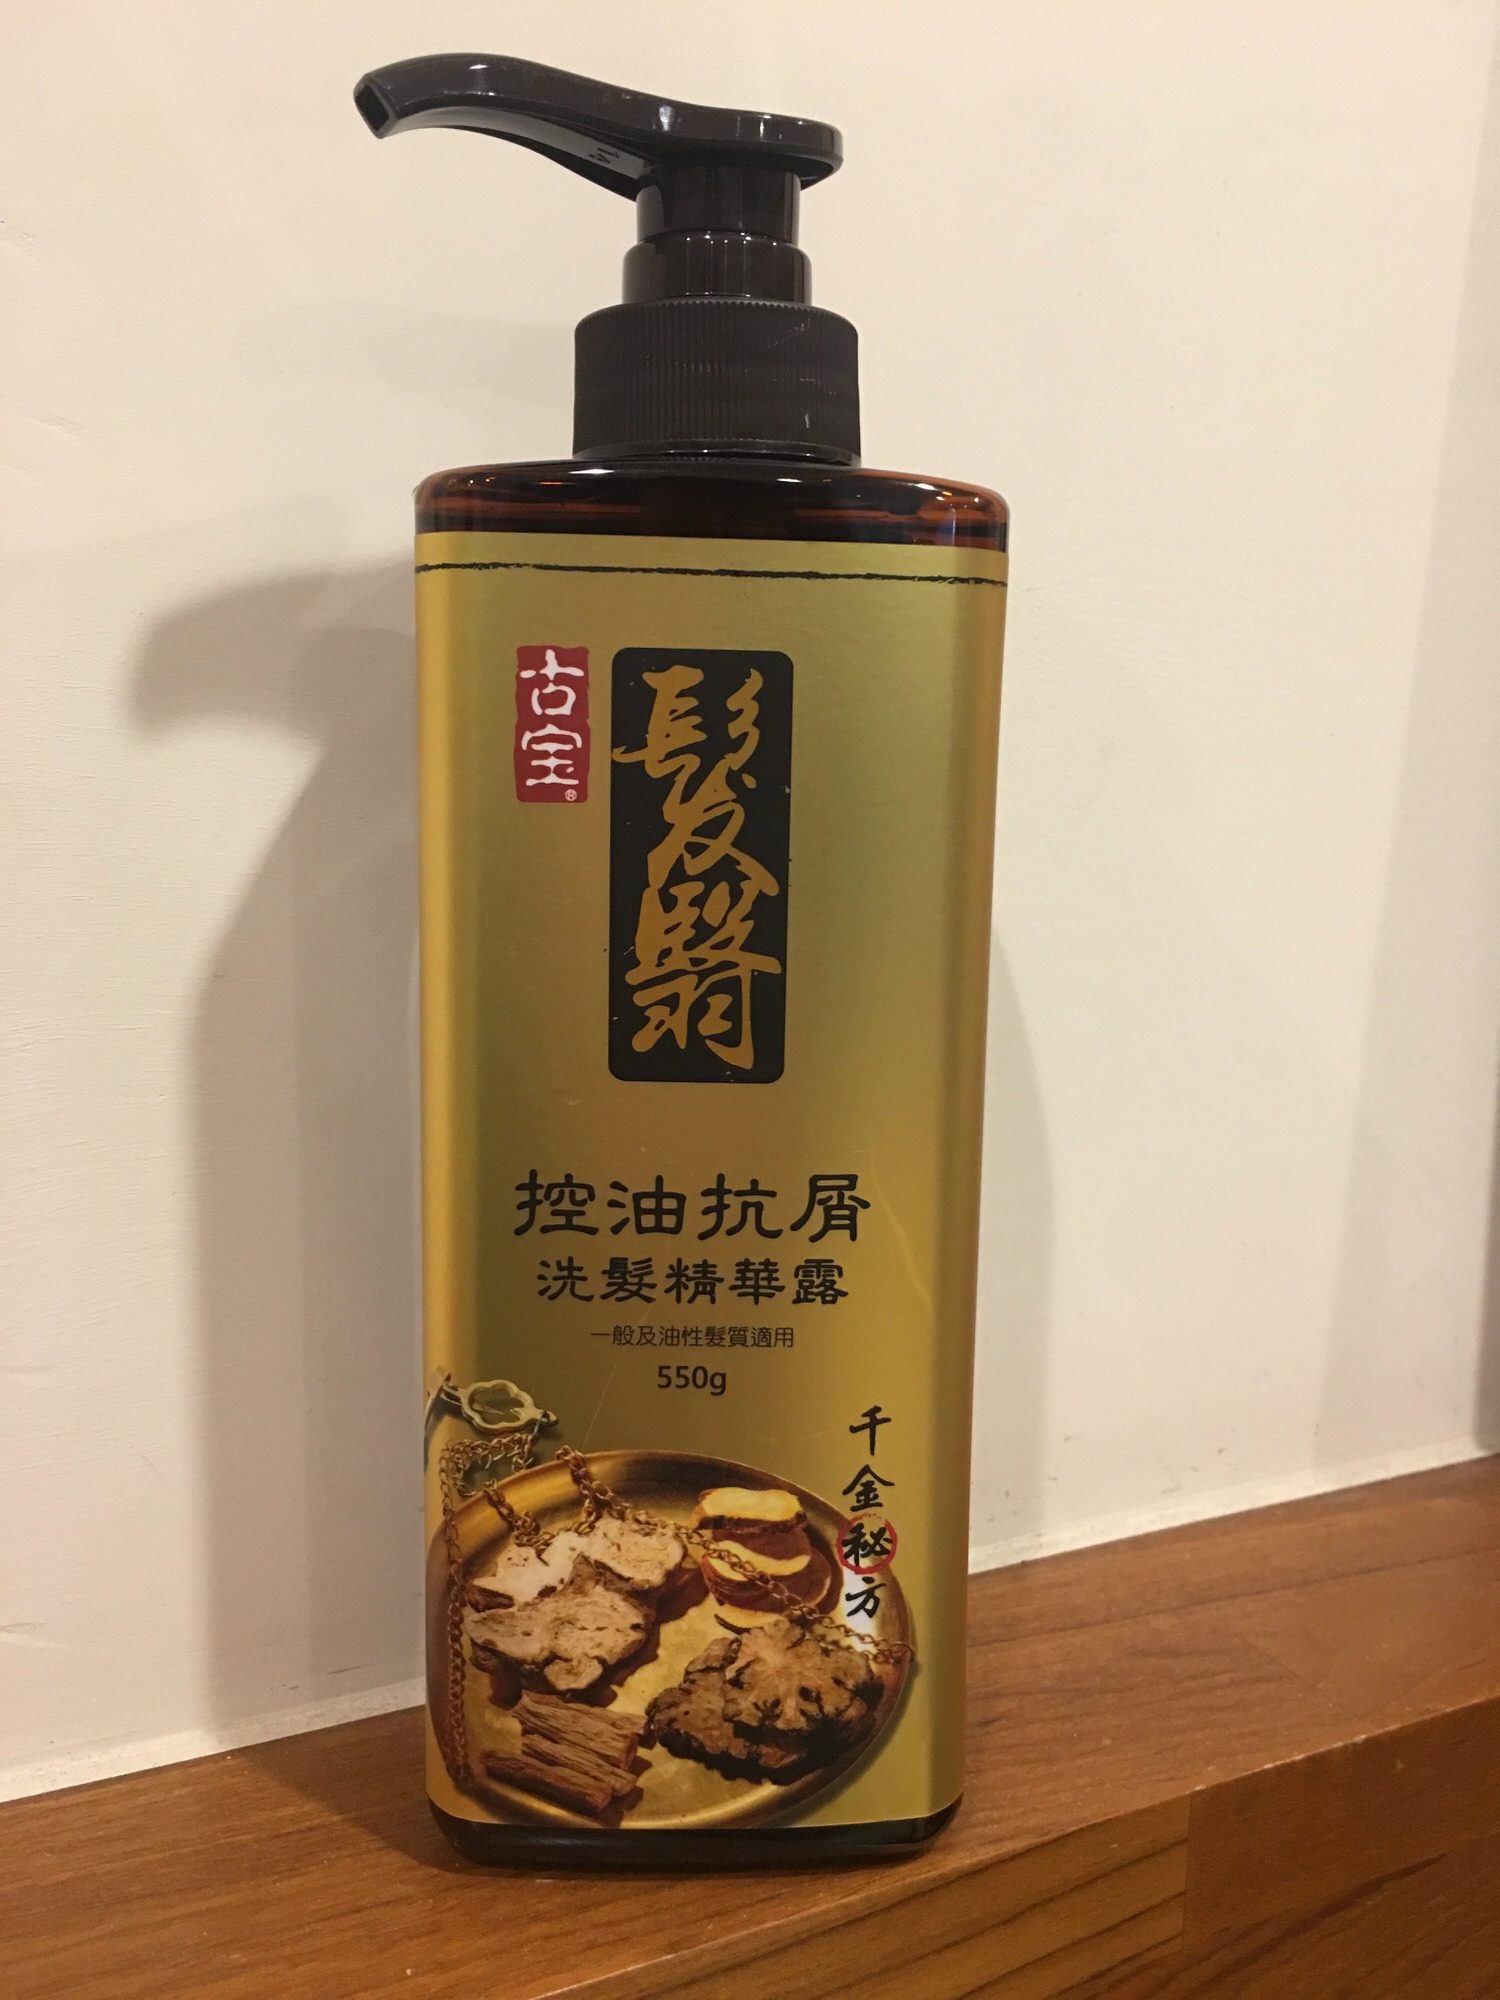 古宝®
髮翳
控油抗屑
洗髮精華露
一般及油性髮質適用
550g
千金秘方